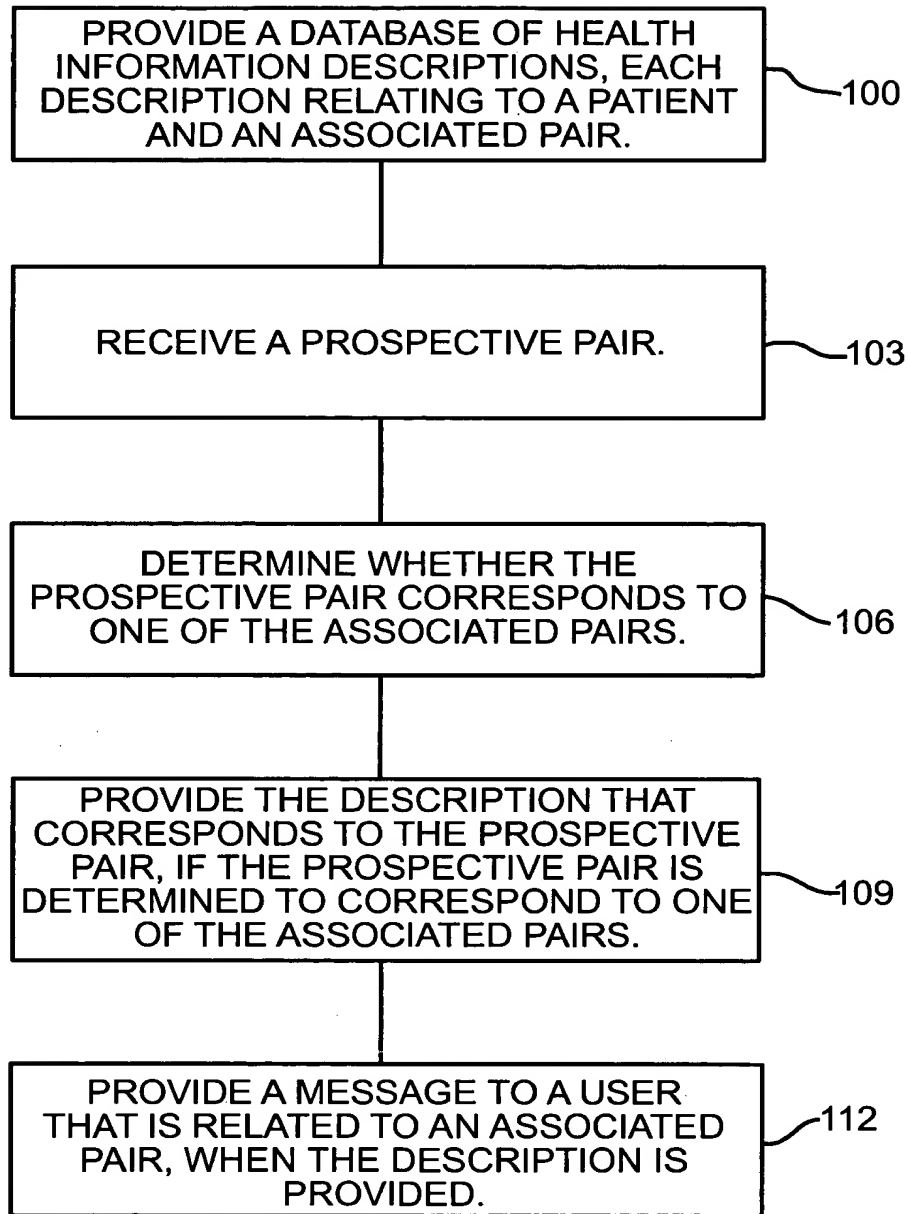 PROVIDE A DATABASE OF HEALTH
INFORMATION DESCRIPTIONS, EACH
DESCRIPTION RELATING TO A PATIENT
AND AN ASSOCIATED PAIR.
100
RECEIVE A PROSPECTIVE PAIR.
103
DETERMINE WHETHER THE
PROSPECTIVE PAIR CORRESPONDS TO
ONE OF THE ASSOCIATED PAIRS.
106
PROVIDE THE DESCRIPTION THAT
CORRESPONDS TO THE PROSPECTIVE
PAIR, IF THE PROSPECTIVE PAIR IS
DETERMINED TO CORRESPOND TO ONE
OF THE ASSOCIATED PAIRS.
109
PROVIDE A MESSAGE TO A USER
THAT IS RELATED TO AN ASSOCIATED
PAIR, WHEN THE DESCRIPTION IS
PROVIDED.
112